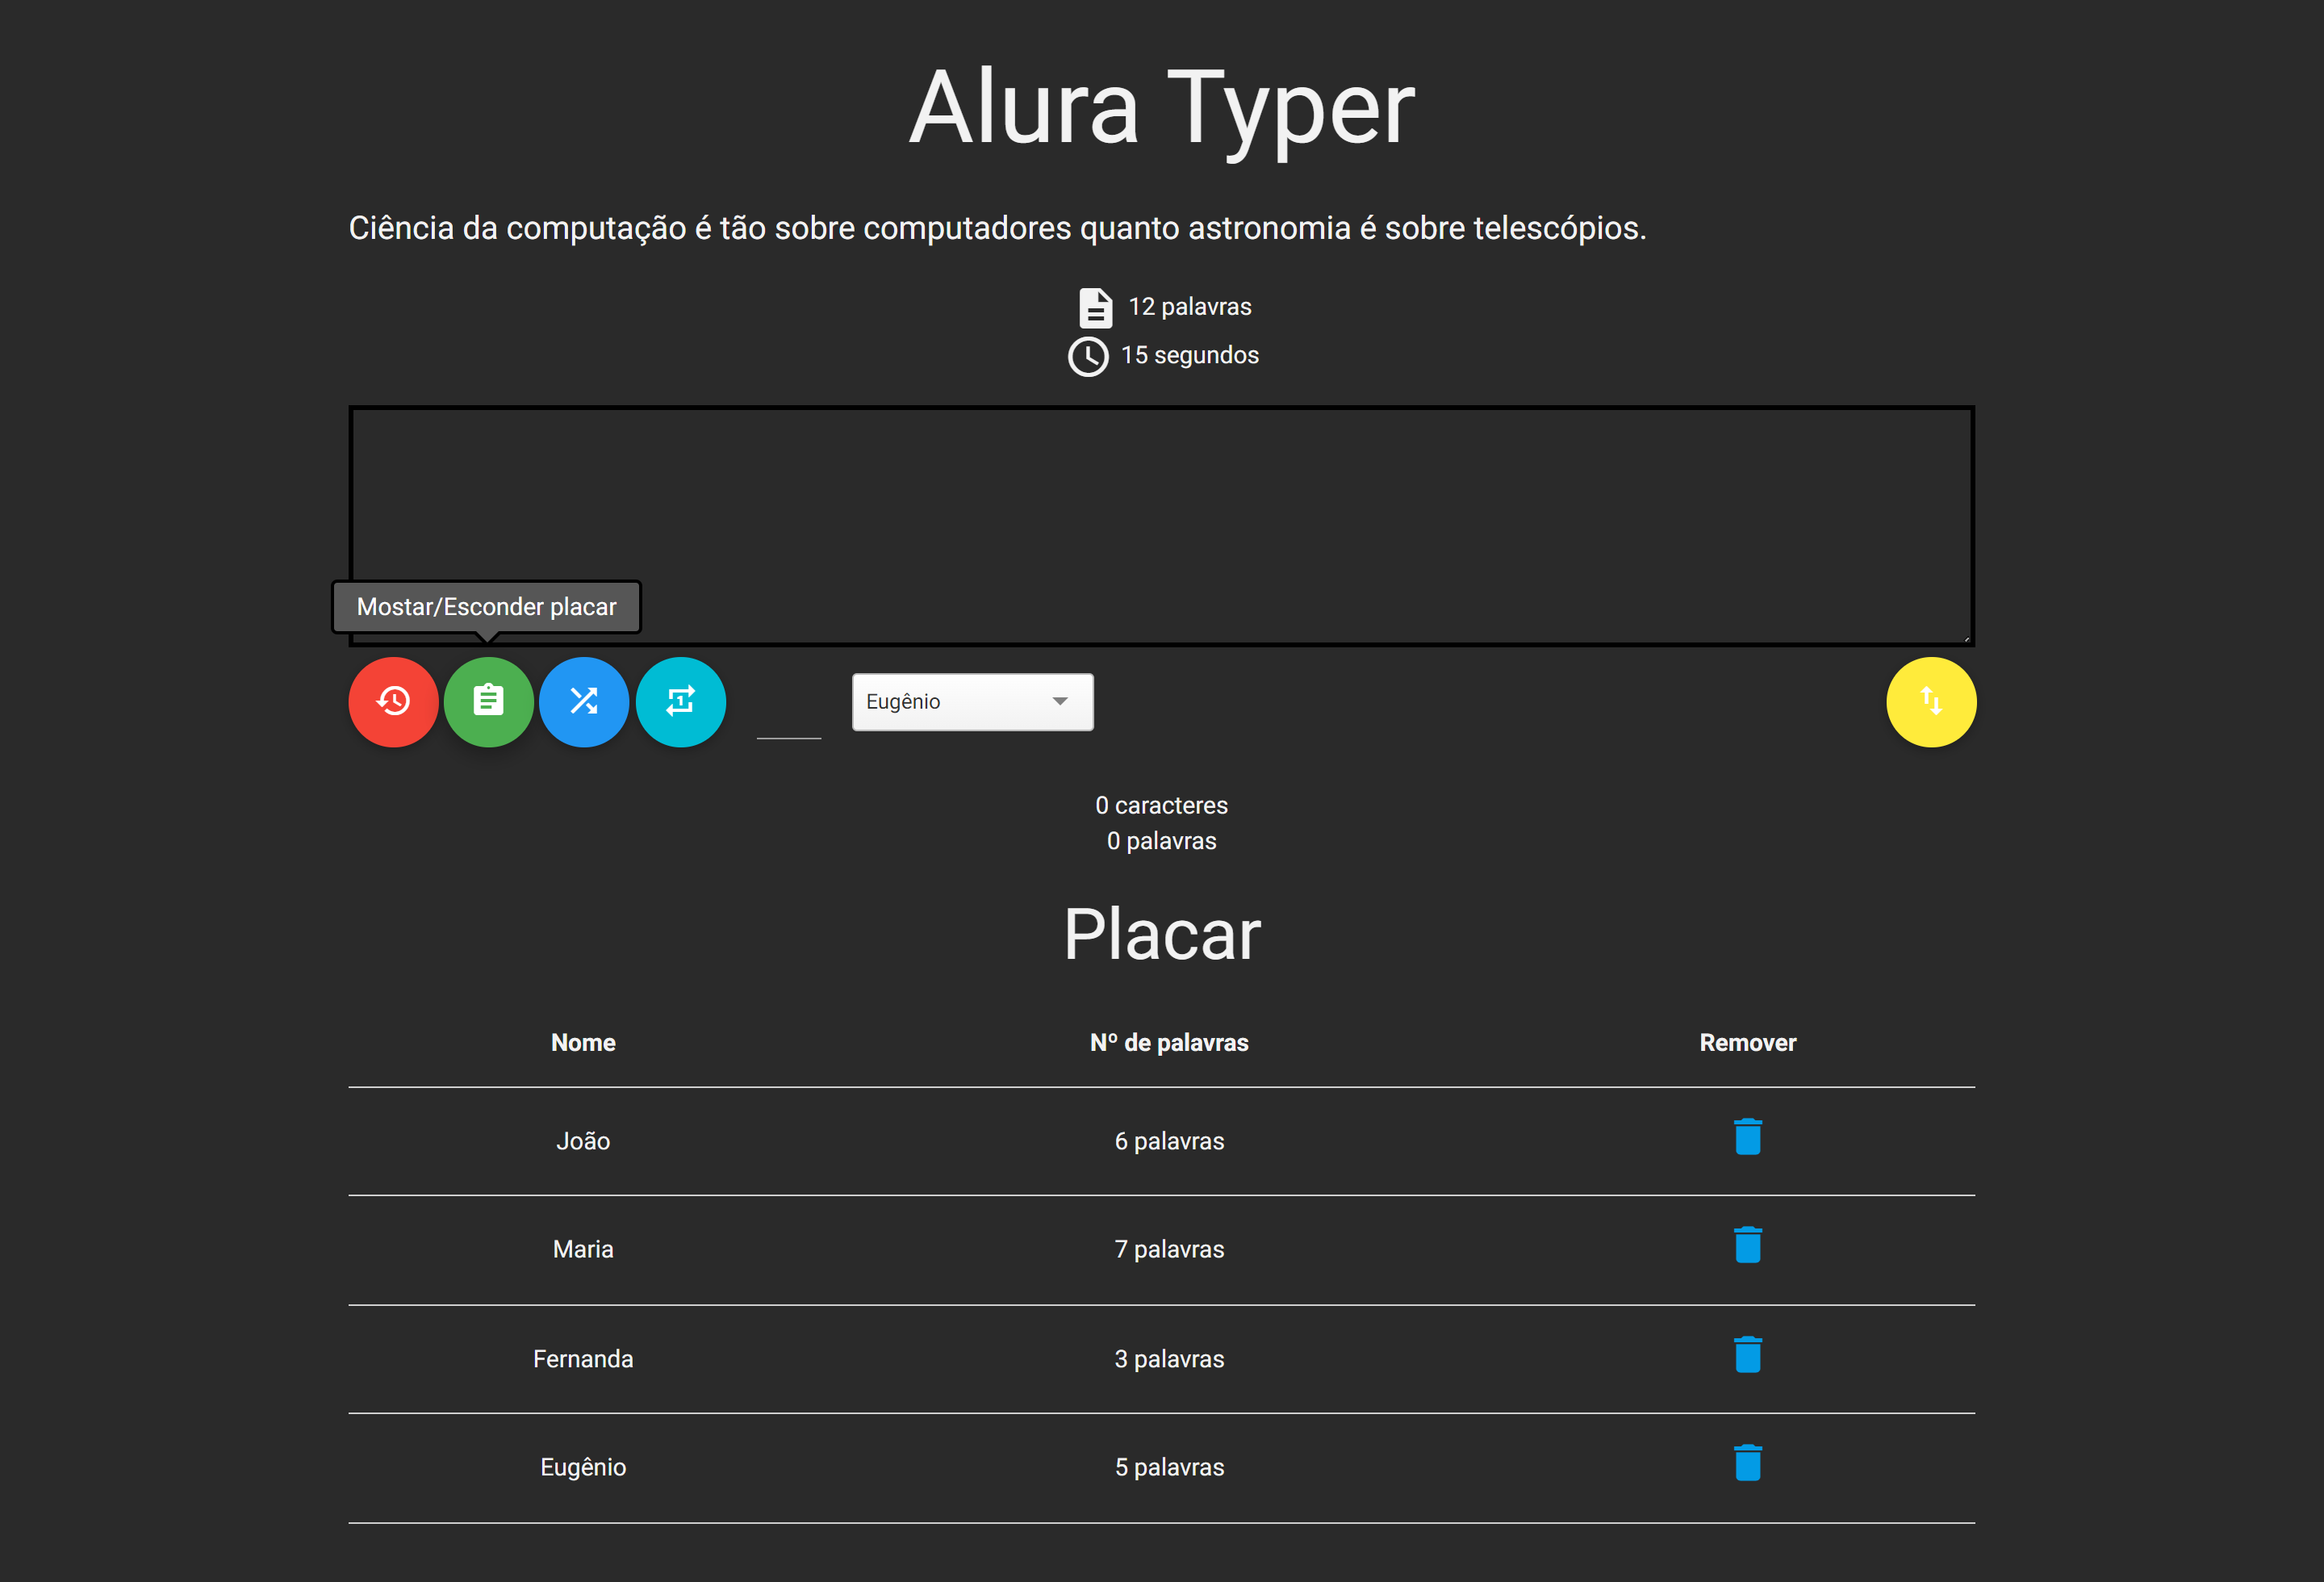 Alura Typer
Ciência da computação é tão sobre computadores quanto astronomia é sobre telescópios.
12 palavras
15 segundos
Mostar/Esconder placar
1
Eugênio
0 caracteres
0 palavras
Placar
Nome Nº de palavras Remover
João 6 palavras
Maria 7 palavras
Fernanda 3 palavras
Eugênio 5 palavras